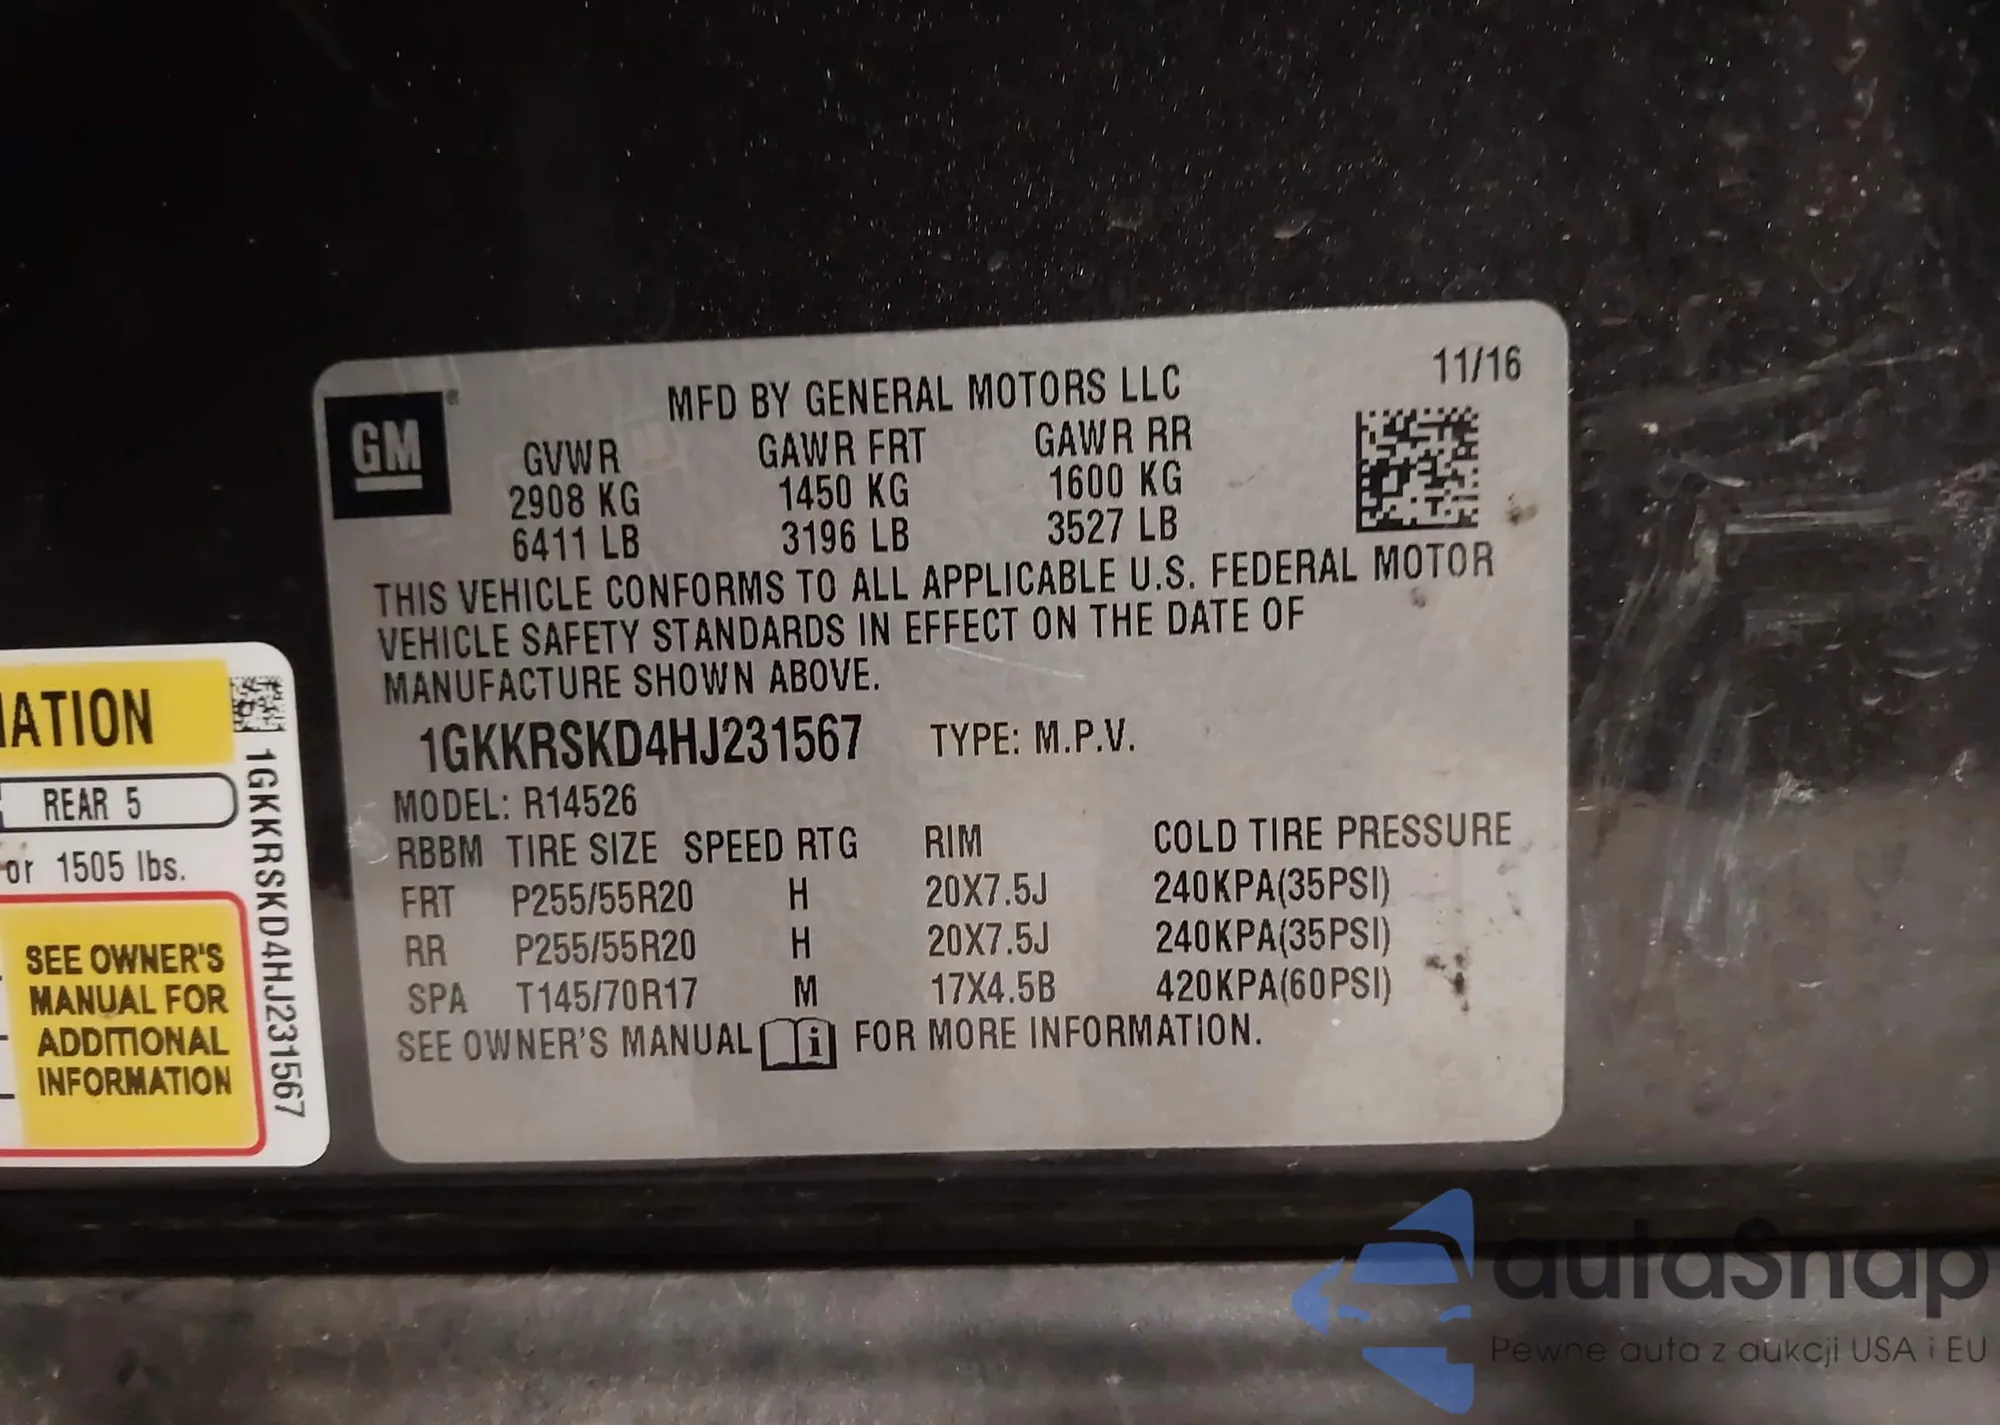 11/16
GM®
MFD BY GENERAL MOTORS LLC
GVWR GAWR FRT GAWR RR
2908 KG 1450 KG 1600 KG
6411 LB 3196 LB 3527 LB
THIS VEHICLE CONFORMS TO ALL APPLICABLE U.S. FEDERAL MOTOR
VEHICLE SAFETY STANDARDS IN EFFECT ON THE DATE OF
MANUFACTURE SHOWN ABOVE.
1GKKRSKD4HJ231567 TYPE: M.P.V.
MODEL: R14526
RBBM TIRE SIZE SPEED RTG RIM COLD TIRE PRESSURE
FRT P255/55R20 H 20X7.5J 240KPA(35PSI)
RR P255/55R20 H 20X7.5J 240KPA(35PSI)
SPA T145/70R17 M 17X4.5B 420KPA(60PSI)
SEE OWNER'S MANUAL i FOR MORE INFORMATION.
REAR 5
or 1505 lbs.
SEE OWNER'S
MANUAL FOR
ADDITIONAL
INFORMATION
1GKKRSKD4HJ231567
autaSnap
Pewne auta z aukcji USA i EU